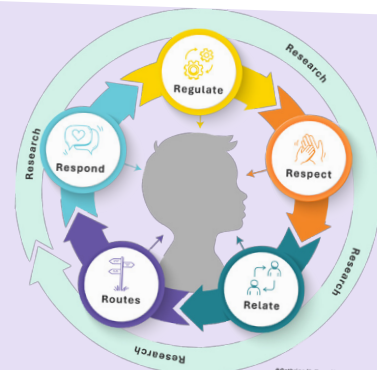 Regulate
Research
Respect
Research
Relate
Research
Routes
Respond
Research